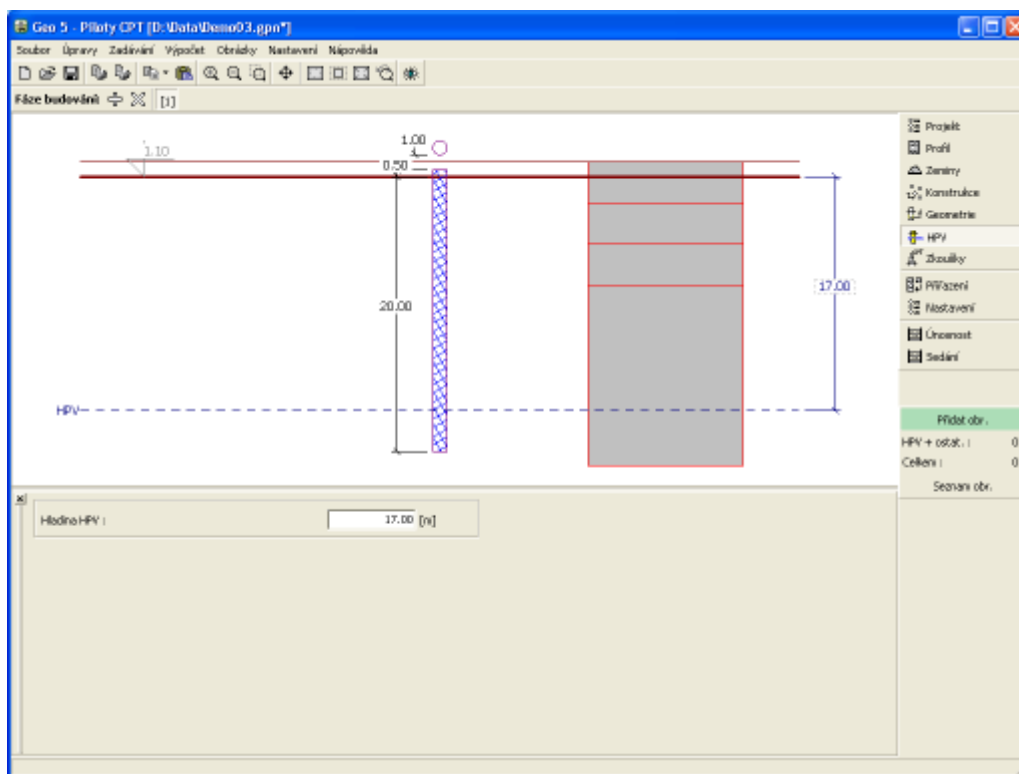 Geo 5 - Piloty CPT [D:\Data\Demo03.gpn*]
Soubor Úpravy Zadávání Výpočet Obrázky Nastavení Nápověda
Fáze budování [1]
1.10
1.00
0.50
20.00
17.00
HPV
Projekt
Profil
Zeminy
Konstrukce
Geometrie
HPV
Zkoušky
Přiřazení
Nastavení
Únosnost
Sedání
Přidat obr.
HPV + ostat. : 0
Celkem : 0
Seznam obr.
Hladina HPV : 17.00 [m]